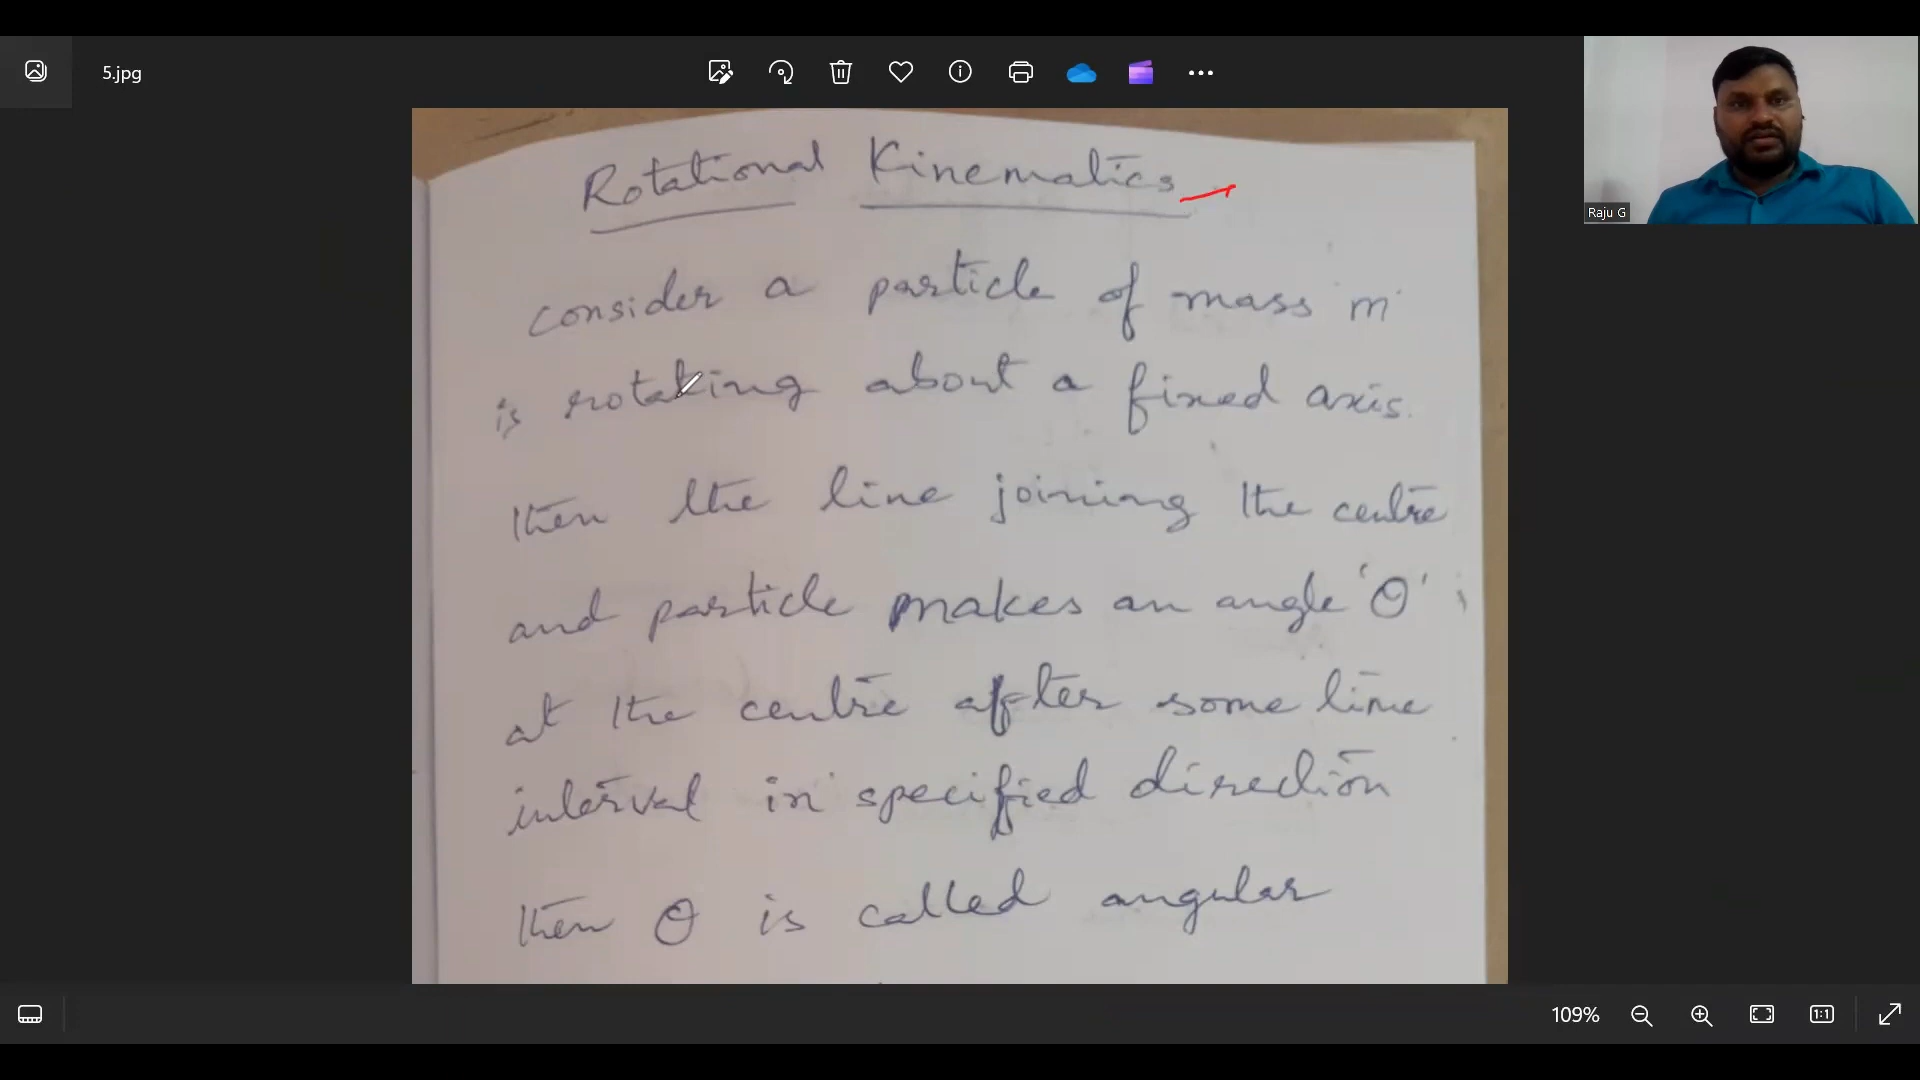 5.jpg
Raju G
Rotational Kinematics
consider a particle of mass 'm'
is rotating about a fixed axis.
then the line joining the centre
and particle makes an angle 'θ'
at the centre after some time
interval in specified direction
then θ is called angular
109%
1:1